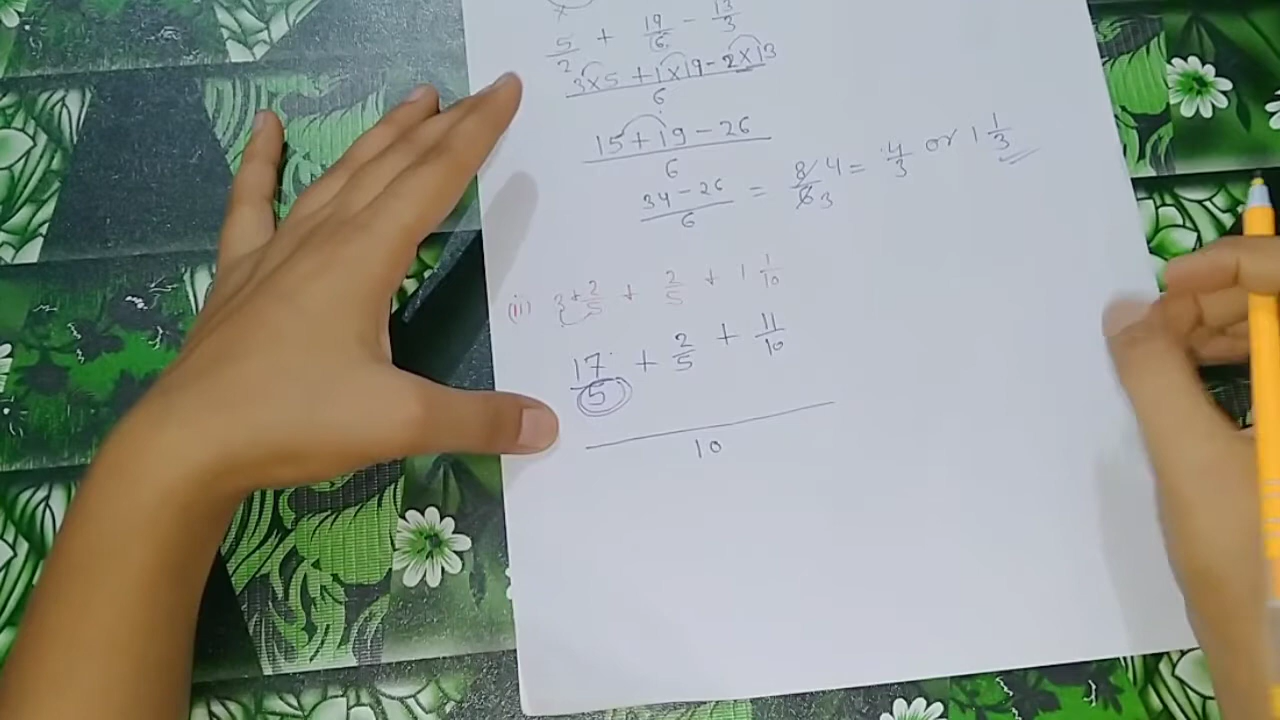 5/2 + 19/6 - 13/3
3×5 + 1×19 - 2×13 / 6
15 + 19 - 26 / 6
34 - 26 / 6 = 8/6 4 3 = 4/3 or 1 1/3
(ii) 3 + 2/5 + 2/5 + 1 1/10
17/5 + 2/5 + 11/10
10